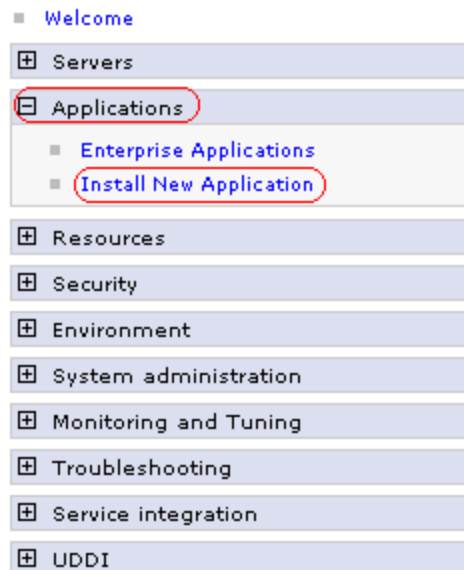 Welcome
Servers
Applications
Enterprise Applications
Install New Application
Resources
Security
Environment
System administration
Monitoring and Tuning
Troubleshooting
Service integration
UDDI